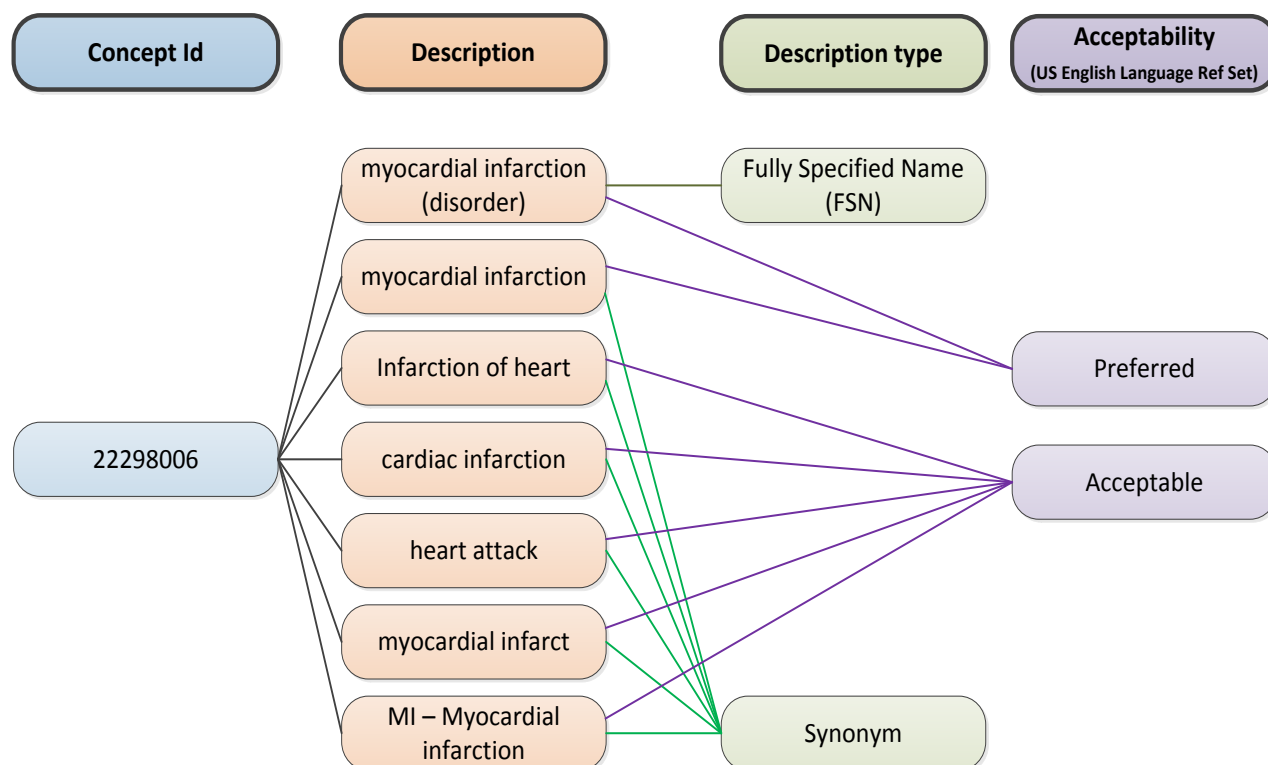 Concept Id
Description
Description type
Acceptability
(US English Language Ref Set)
myocardial infarction
(disorder)
Fully Specified Name
(FSN)
myocardial infarction
Infarction of heart
Preferred
22298006
cardiac infarction
Acceptable
heart attack
myocardial infarct
MI – Myocardial
infarction
Synonym